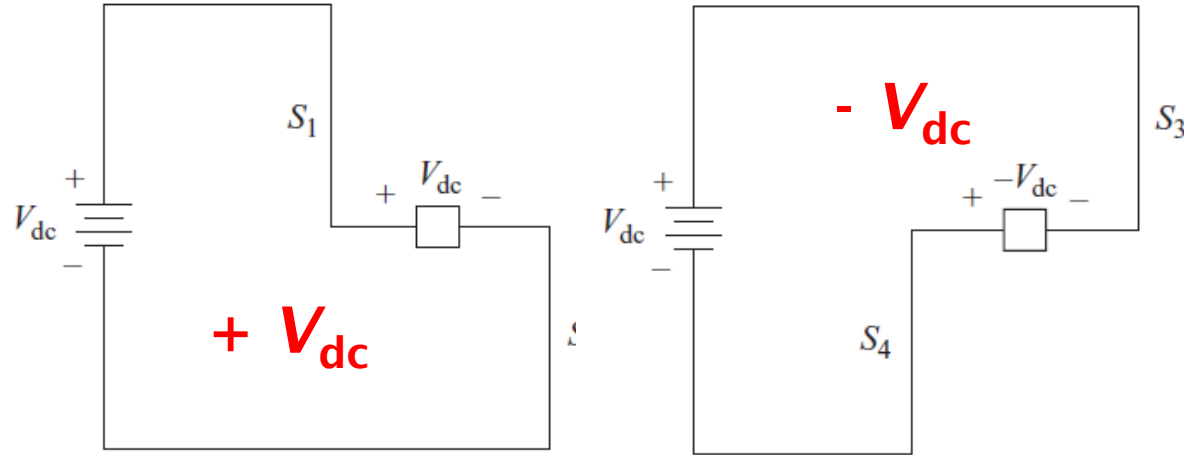 S1
+
Vdc
−
+ Vdc −
+ Vdc
- Vdc
S3
+
Vdc
−
+ −Vdc −
S4